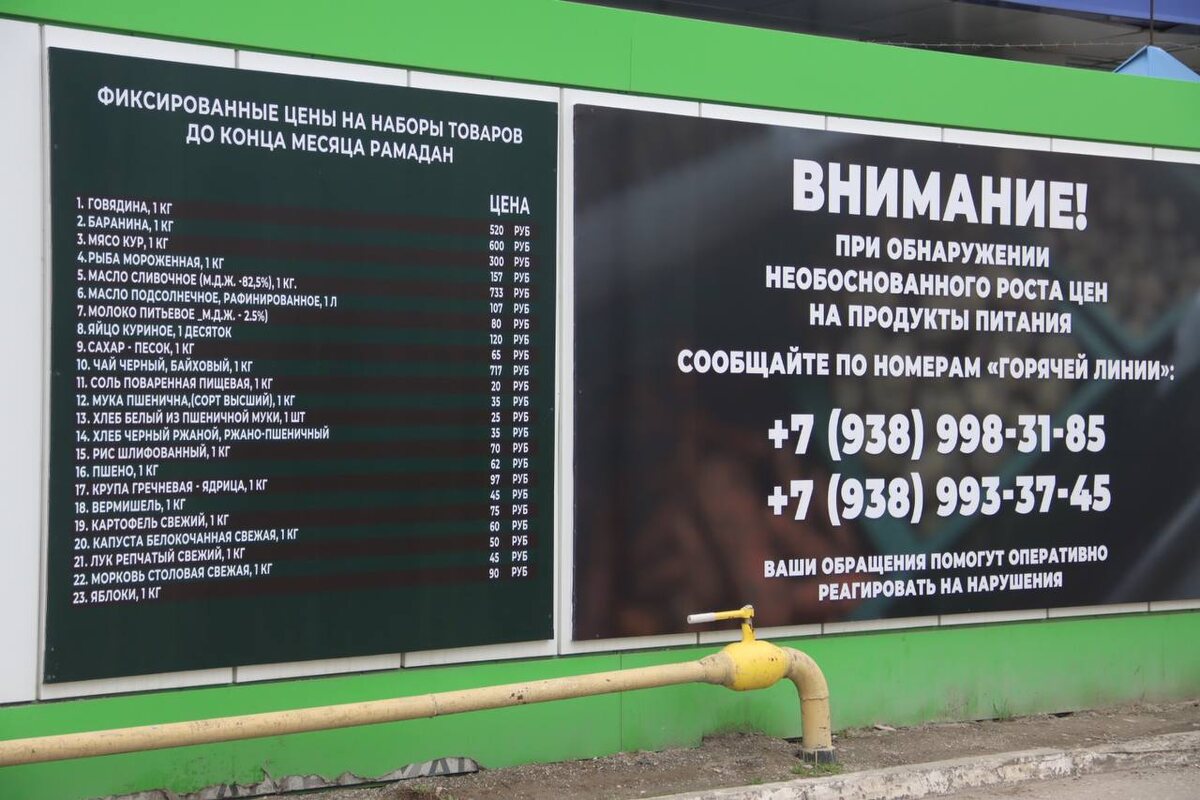 ФИКСИРОВАННЫЕ ЦЕНЫ НА НАБОРЫ ТОВАРОВ
ДО КОНЦА МЕСЯЦА РАМАДАН
ЦЕНА
1. ГОВЯДИНА, 1 КГ 520 РУБ
2. БАРАНИНА, 1 КГ 600 РУБ
3. МЯСО КУР, 1 КГ 300 РУБ
4.РЫБА МОРОЖЕННАЯ, 1 КГ 157 РУБ
5. МАСЛО СЛИВОЧНОЕ (М.Д.Ж. -82,5%), 1 КГ. 733 РУБ
6. МАСЛО ПОДСОЛНЕЧНОЕ, РАФИНИРОВАННОЕ, 1 Л 107 РУБ
7. МОЛОКО ПИТЬЕВОЕ _М.Д.Ж. - 2.5%) 80 РУБ
8. ЯЙЦО КУРИНОЕ, 1 ДЕСЯТОК 120 РУБ
9. САХАР - ПЕСОК, 1 КГ 65 РУБ
10. ЧАЙ ЧЕРНЫЙ, БАЙХОВЫЙ, 1 КГ 717 РУБ
11. СОЛЬ ПОВАРЕННАЯ ПИЩЕВАЯ, 1 КГ 20 РУБ
12. МУКА ПШЕНИЧНА,(СОРТ ВЫСШИЙ), 1 КГ 35 РУБ
13. ХЛЕБ БЕЛЫЙ ИЗ ПШЕНИЧНОЙ МУКИ, 1 ШТ 25 РУБ
14. ХЛЕБ ЧЕРНЫЙ РЖАНОЙ, РЖАНО-ПШЕНИЧНЫЙ 35 РУБ
15. РИС ШЛИФОВАННЫЙ, 1 КГ 70 РУБ
16. ПШЕНО, 1 КГ 62 РУБ
17. КРУПА ГРЕЧНЕВАЯ - ЯДРИЦА, 1 КГ 97 РУБ
18. ВЕРМИШЕЛЬ, 1 КГ 45 РУБ
19. КАРТОФЕЛЬ СВЕЖИЙ, 1 КГ 75 РУБ
20. КАПУСТА БЕЛОКОЧАННАЯ СВЕЖАЯ, 1 КГ 60 РУБ
21. ЛУК РЕПЧАТЫЙ СВЕЖИЙ, 1 КГ 50 РУБ
22. МОРКОВЬ СТОЛОВАЯ СВЕЖАЯ, 1 КГ 45 РУБ
23. ЯБЛОКИ, 1 КГ 90 РУБ
ВНИМАНИЕ!
ПРИ ОБНАРУЖЕНИИ
НЕОБОСНОВАННОГО РОСТА ЦЕН
НА ПРОДУКТЫ ПИТАНИЯ
СООБЩАЙТЕ ПО НОМЕРАМ «ГОРЯЧЕЙ ЛИНИИ»:
+7 (938) 998-31-85
+7 (938) 993-37-45
ВАШИ ОБРАЩЕНИЯ ПОМОГУТ ОПЕРАТИВНО
РЕАГИРОВАТЬ НА НАРУШЕНИЯ